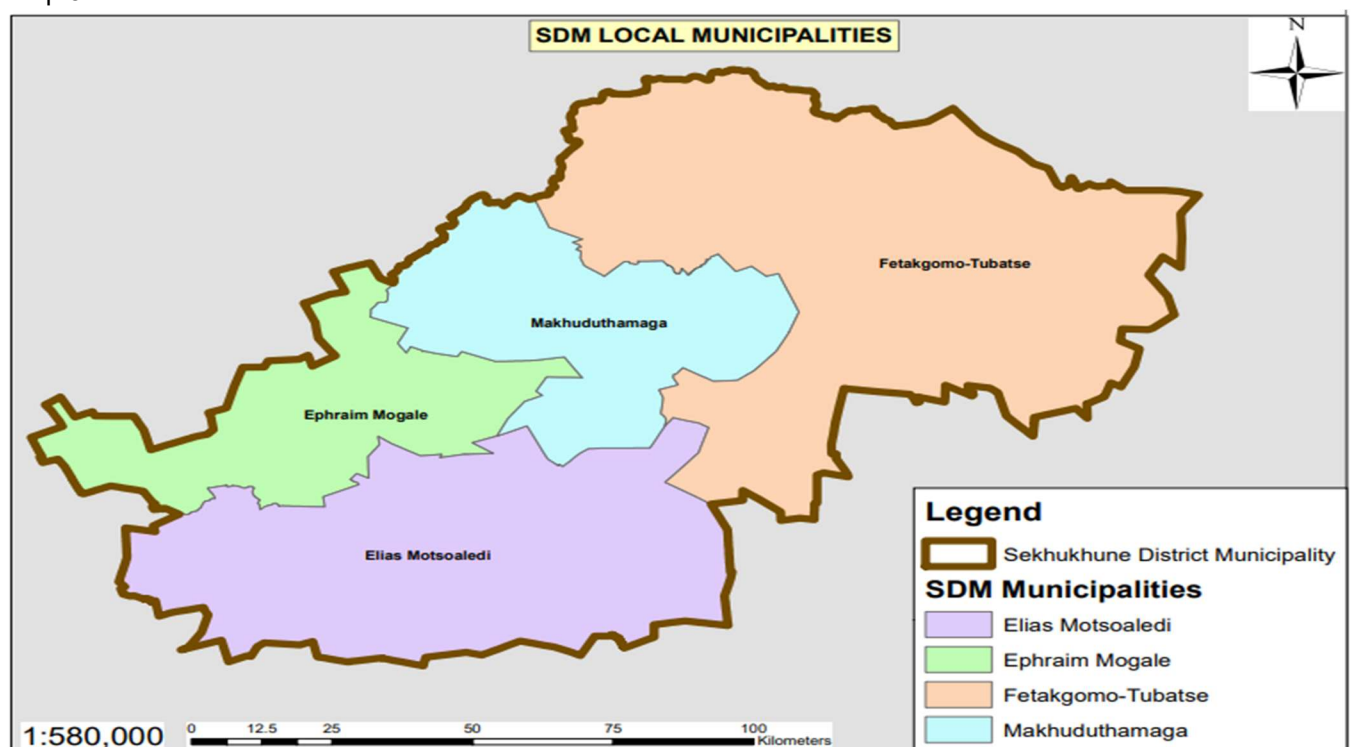 SDM LOCAL MUNICIPALITIES
N
Fetakgomo-Tubatse
Makhuduthamaga
Ephraim Mogale
Elias Motsoaledi
Legend
Sekhukhune District Municipality
SDM Municipalities
Elias Motsoaledi
Ephraim Mogale
Fetakgomo-Tubatse
Makhuduthamaga
1:580,000
0 12.5 25 50 75 100
Kilometers